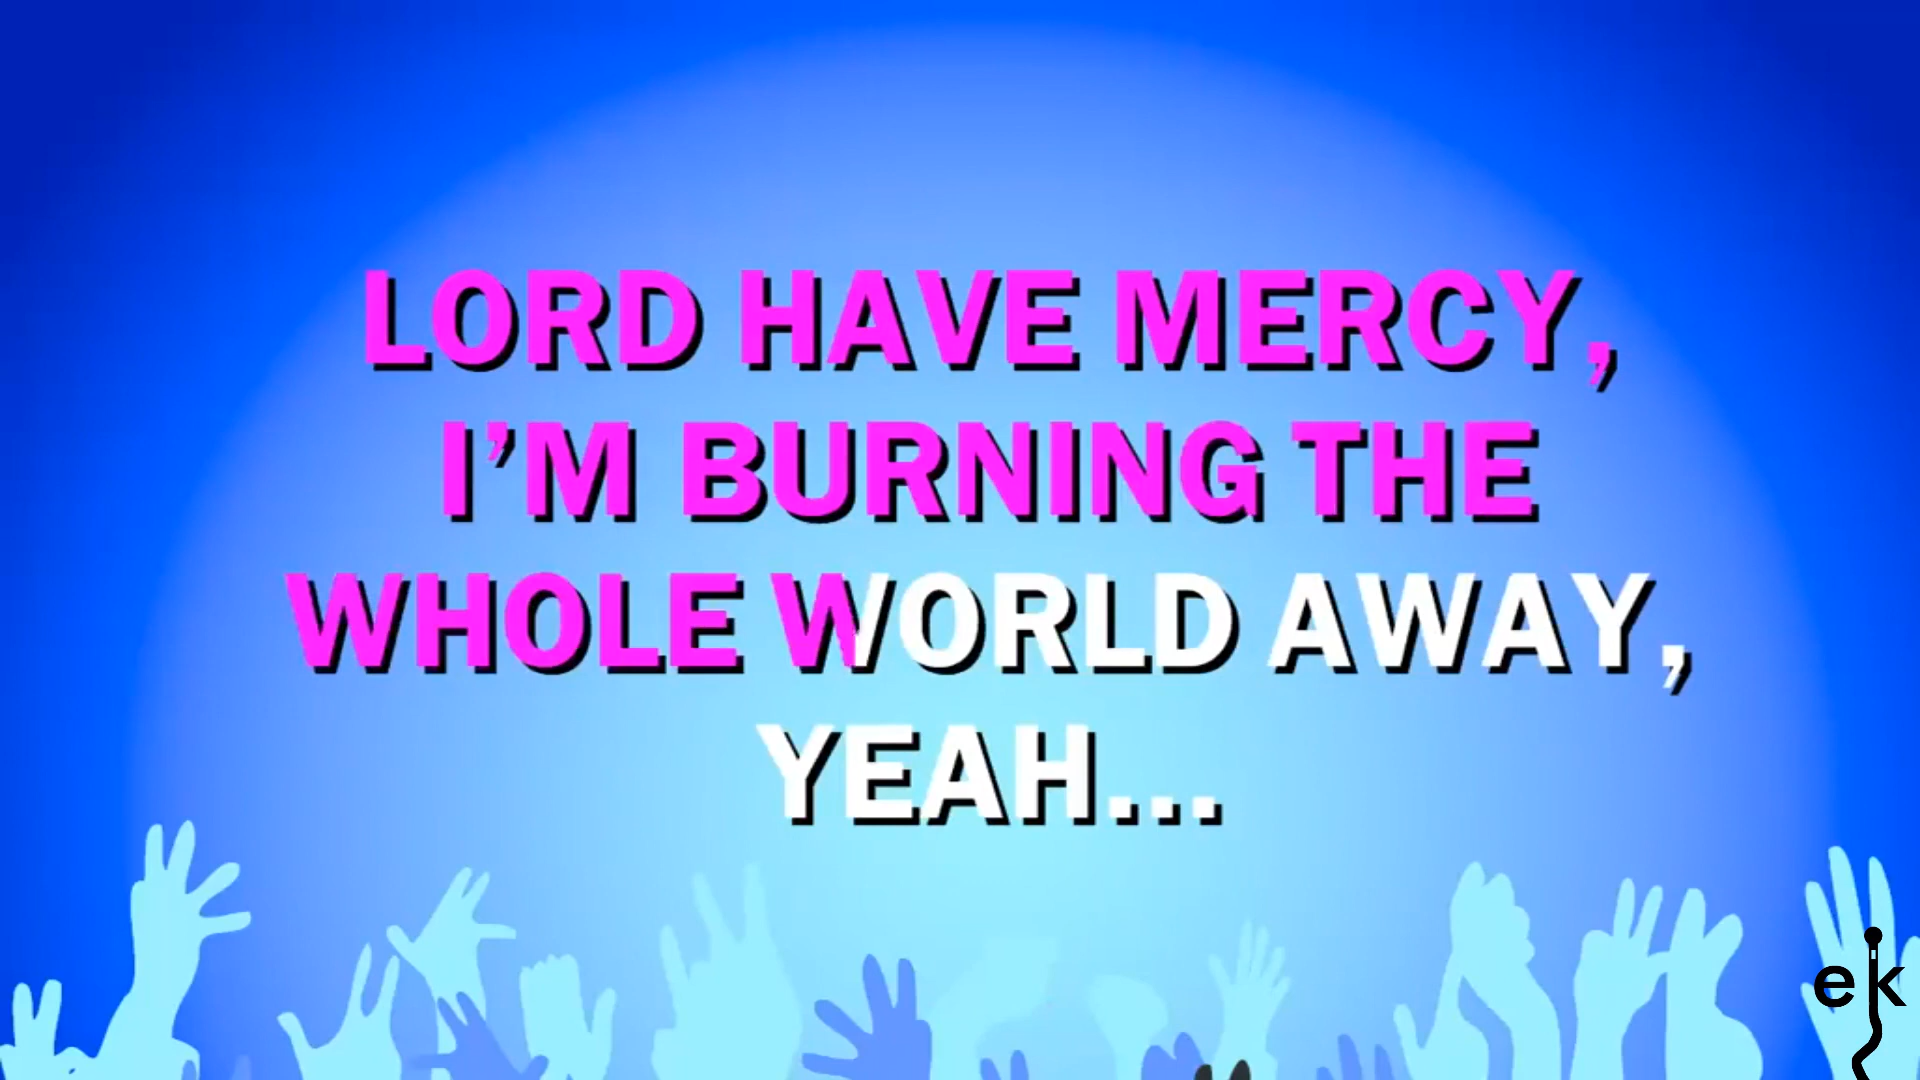 LORD HAVE MERCY,
I’M BURNING THE
WHOLE WORLD AWAY,
YEAH...
ek